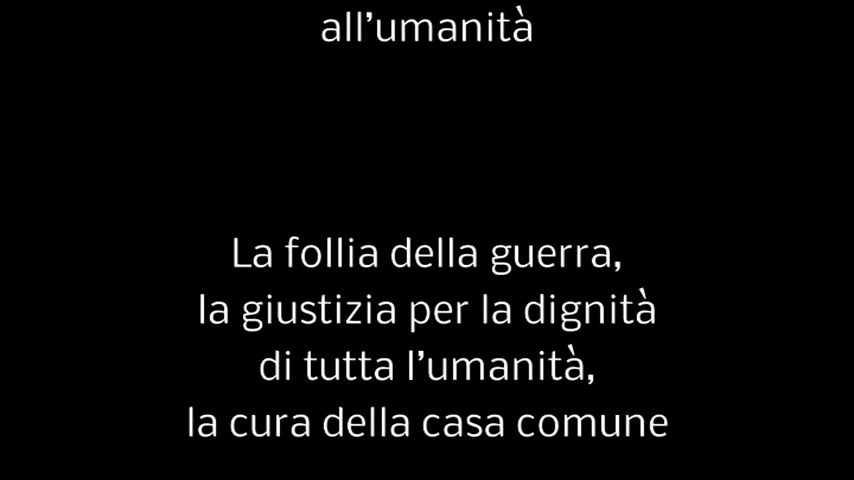 all’umanità
La follia della guerra,
la giustizia per la dignità
di tutta l’umanità,
la cura della casa comune